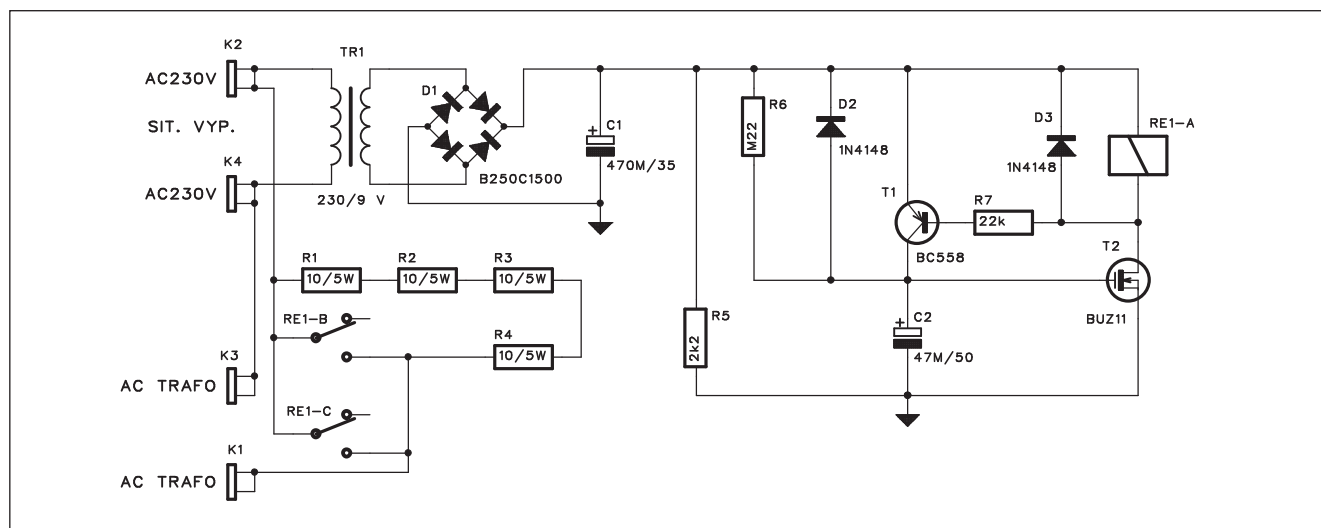 K2
TR1
AC230V
D1
SIT. VYP.
K4
AC230V
230/9 V
B250C1500
C1
+
470M/35
R6
M22
D2
1N4148
D3
1N4148
RE1-A
T1
BC558
R7
22k
T2
BUZ11
R1
10/5W
R2
10/5W
R3
10/5W
RE1-B
R4
10/5W
R5
2k2
C2
+
47M/50
K3
AC TRAFO
RE1-C
K1
AC TRAFO